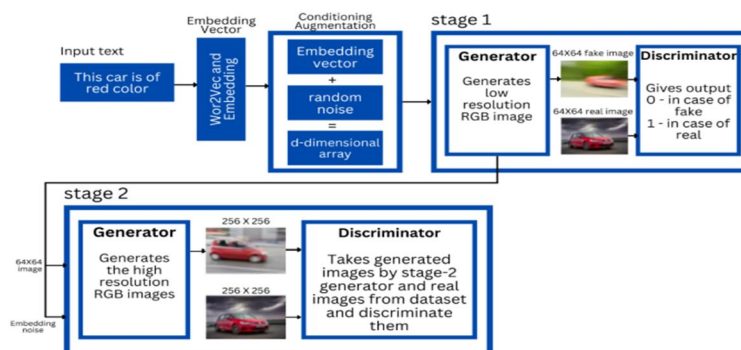 Input text
This car is of
red color
Embedding
Vector
Wor2Vec and
Embedding
Conditioning
Augmentation
Embedding
vector
+
random
noise
=
d-dimensional
array
stage 1
Generator
Generates
low
resolution
RGB image
64X64 fake image
64X64 real image
Discriminator
Gives output
0 - in case of
fake
1 - in case of
real
stage 2
64X64
image
Embedding
noise
Generator
Generates
the high
resolution
RGB images
256 X 256
256 X 256
Discriminator
Takes generated
images by stage-2
generator and real
images from dataset
and discriminate
them